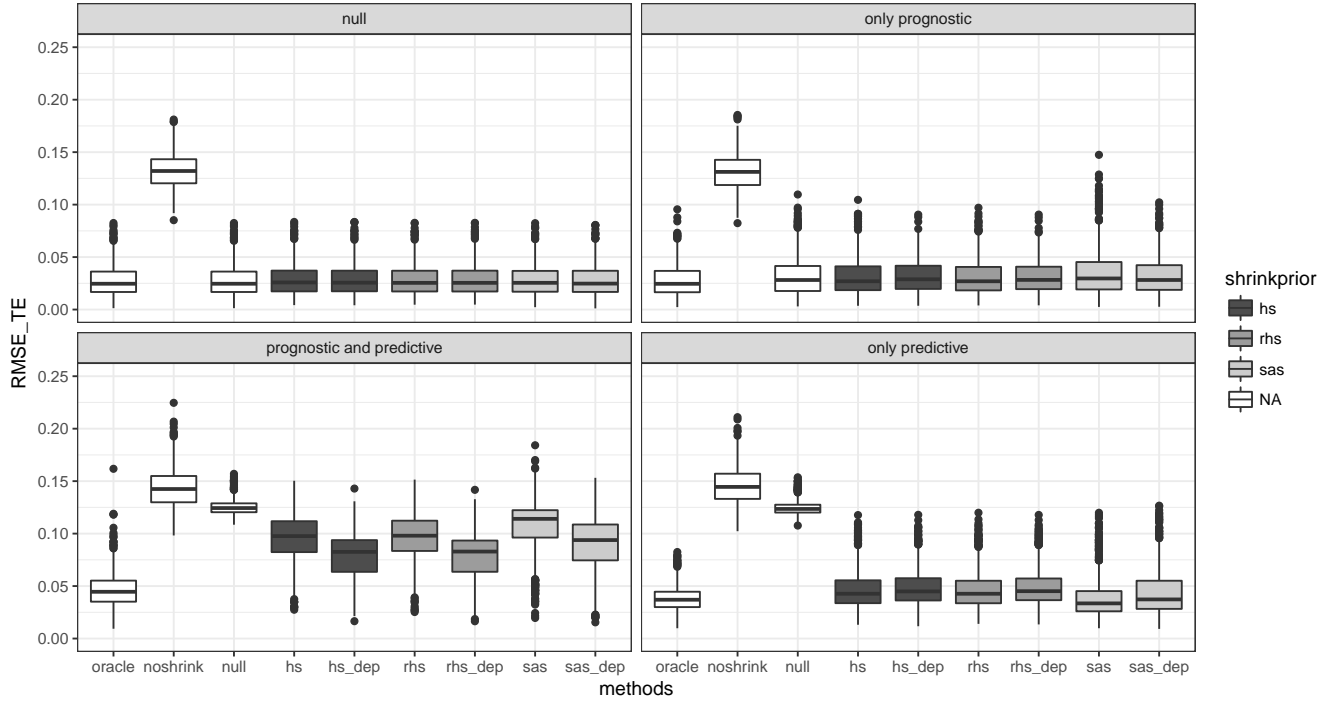 null
only prognostic
0.25
0.20
0.15
0.10
0.05
0.00
prognostic and predictive
only predictive
0.25
0.20
0.15
0.10
0.05
0.00
RMSE_TE
oracle noshrink null hs hs_dep rhs rhs_dep sas sas_dep
oracle noshrink null hs hs_dep rhs rhs_dep sas sas_dep
methods
shrinkprior
hs
rhs
sas
NA